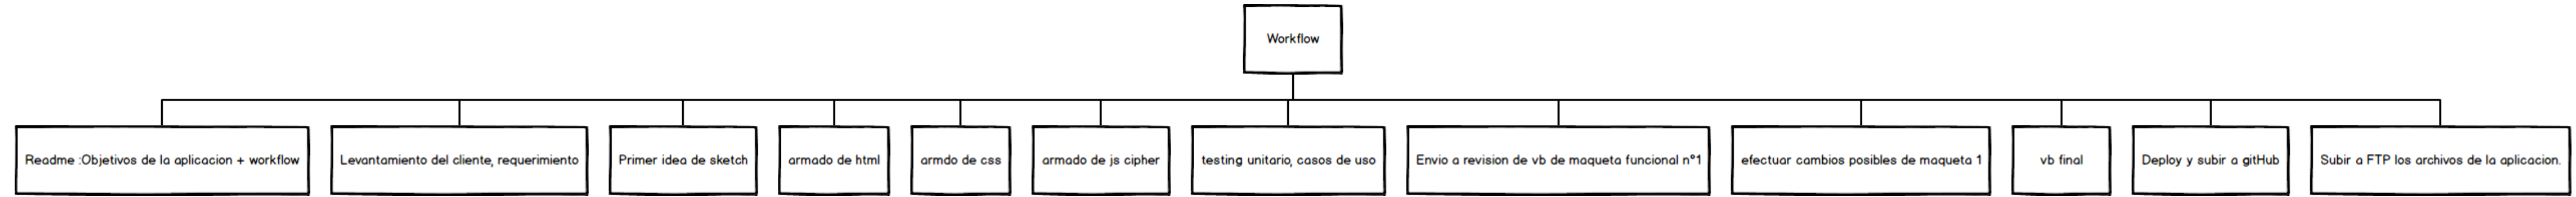 Workflow
Readme :Objetivos de la aplicacion + workflow
Levantamiento del cliente, requerimiento
Primer idea de sketch
armado de html
armdo de css
armado de js cipher
testing unitario, casos de uso
Envio a revision de vb de maqueta funcional nº1
efectuar cambios posibles de maqueta 1
vb final
Deploy y subir a gitHub
Subir a FTP los archivos de la aplicacion.